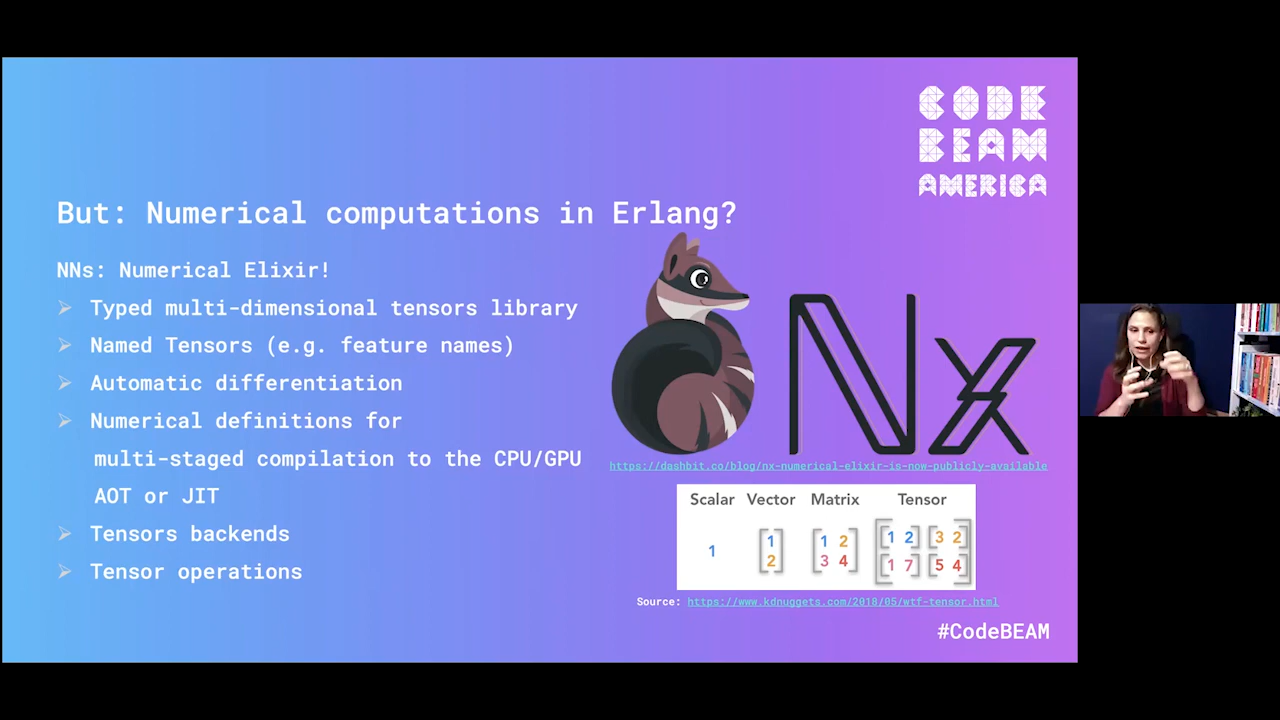 CODE
BEAM
AMERICA
But: Numerical computations in Erlang?
NNs: Numerical Elixir!
➢ Typed multi-dimensional tensors library
➢ Named Tensors (e.g. feature names)
➢ Automatic differentiation
➢ Numerical definitions for
multi-staged compilation to the CPU/GPU
AOT or JIT
➢ Tensors backends
➢ Tensor operations
Nx
https://dashbit.co/blog/nx-numerical-elixir-is-now-publicly-available
Scalar Vector Matrix Tensor
1 1 1 2 1 2 3 2
2 3 4 1 7 5 4
Source: https://www.kdnuggets.com/2018/05/wtf-tensor.html
#CodeBEAM